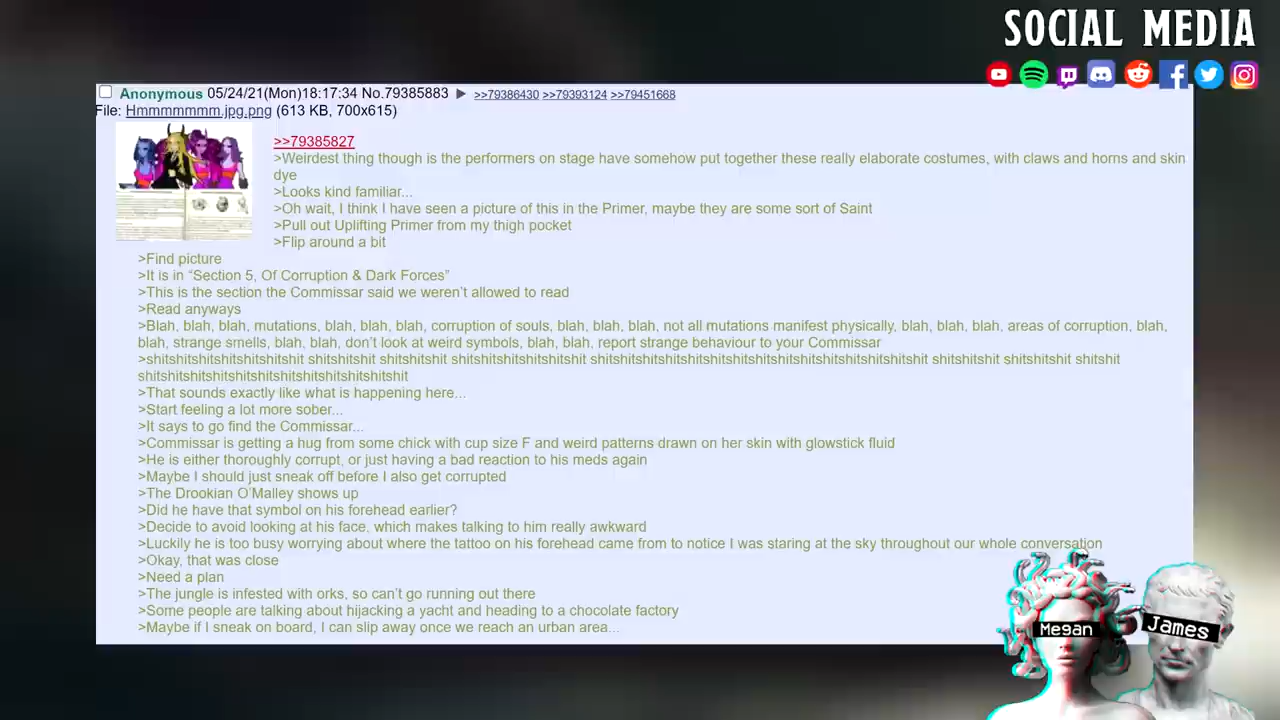 SOCIAL MEDIA
Anonymous 05/24/21(Mon)18:17:34 No.79385883 ▶ >>79386430 >>79393124 >>79451668
File: Hmmmmmmm.jpg.png (613 KB, 700x615)
>>79385827
>Weirdest thing though is the performers on stage have somehow put together these really elaborate costumes, with claws and horns and skin
dye
>Looks kind familiar...
>Oh wait, I think I have seen a picture of this in the Primer, maybe they are some sort of Saint
>Pull out Uplifting Primer from my thigh pocket
>Flip around a bit
>Find picture
>It is in “Section 5, Of Corruption & Dark Forces”
>This is the section the Commissar said we weren’t allowed to read
>Read anyways
>Blah, blah, blah, mutations, blah, blah, blah, corruption of souls, blah, blah, blah, not all mutations manifest physically, blah, blah, blah, areas of corruption, blah,
blah, strange smells, blah, blah, don’t look at weird symbols, blah, blah. report strange behaviour to your Commissar
>shitshitshitshitshitshitshit shitshitshit shitshitshit shitshitshitshitshitshit shitshitshitshitshitshitshitshitshitshitshitshitshitshitshit shitshitshit shitshitshit shitshit
shitshitshitshitshitshitshitshitshitshitshitshit
>That sounds exactly like what is happening here...
>Start feeling a lot more sober...
>It says to go find the Commissar...
>Commissar is getting a hug from some chick with cup size F and weird patterns drawn on her skin with glowstick fluid
>He is either thoroughly corrupt, or just having a bad reaction to his meds again
>Maybe I should just sneak off before I also get corrupted
>The Drookian O’Malley shows up
>Did he have that symbol on his forehead earlier?
>Decide to avoid looking at his face, which makes talking to him really awkward
>Luckily he is too busy worrying about where the tattoo on his forehead came from to notice I was staring at the sky throughout our whole conversation
>Okay, that was close
>Need a plan
>The jungle is infested with orks, so can’t go running out there
>Some people are talking about hijacking a yacht and heading to a chocolate factory
>Maybe if I sneak on board, I can slip away once we reach an urban area...
Megan
James